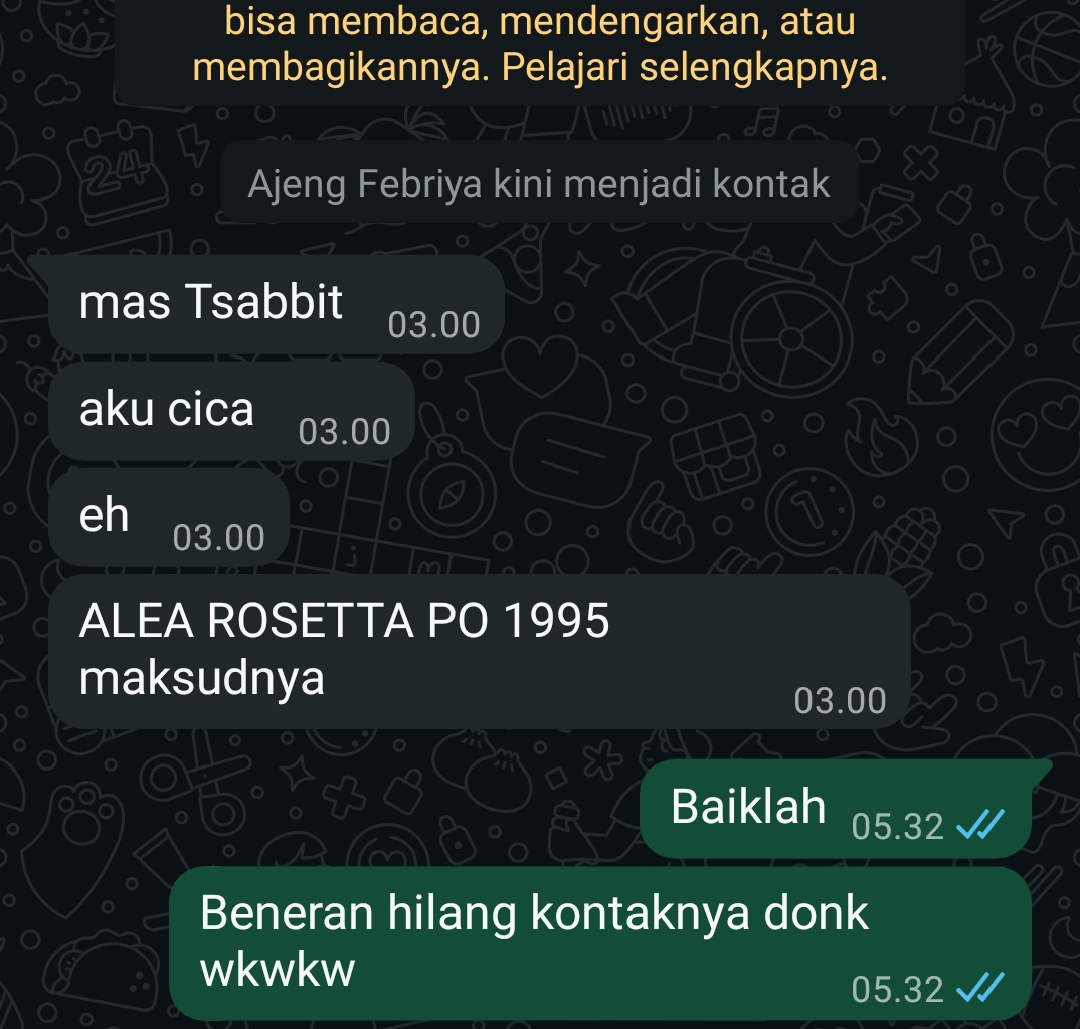 bisa membaca, mendengarkan, atau
membagikannya. Pelajari selengkapnya.
Ajeng Febriya kini menjadi kontak
mas Tsabbit 03.00
aku cica 03.00
eh 03.00
ALEA ROSETTA PO 1995
maksudnya 03.00
Baiklah 05.32
Beneran hilang kontaknya donk
wkwkw 05.32